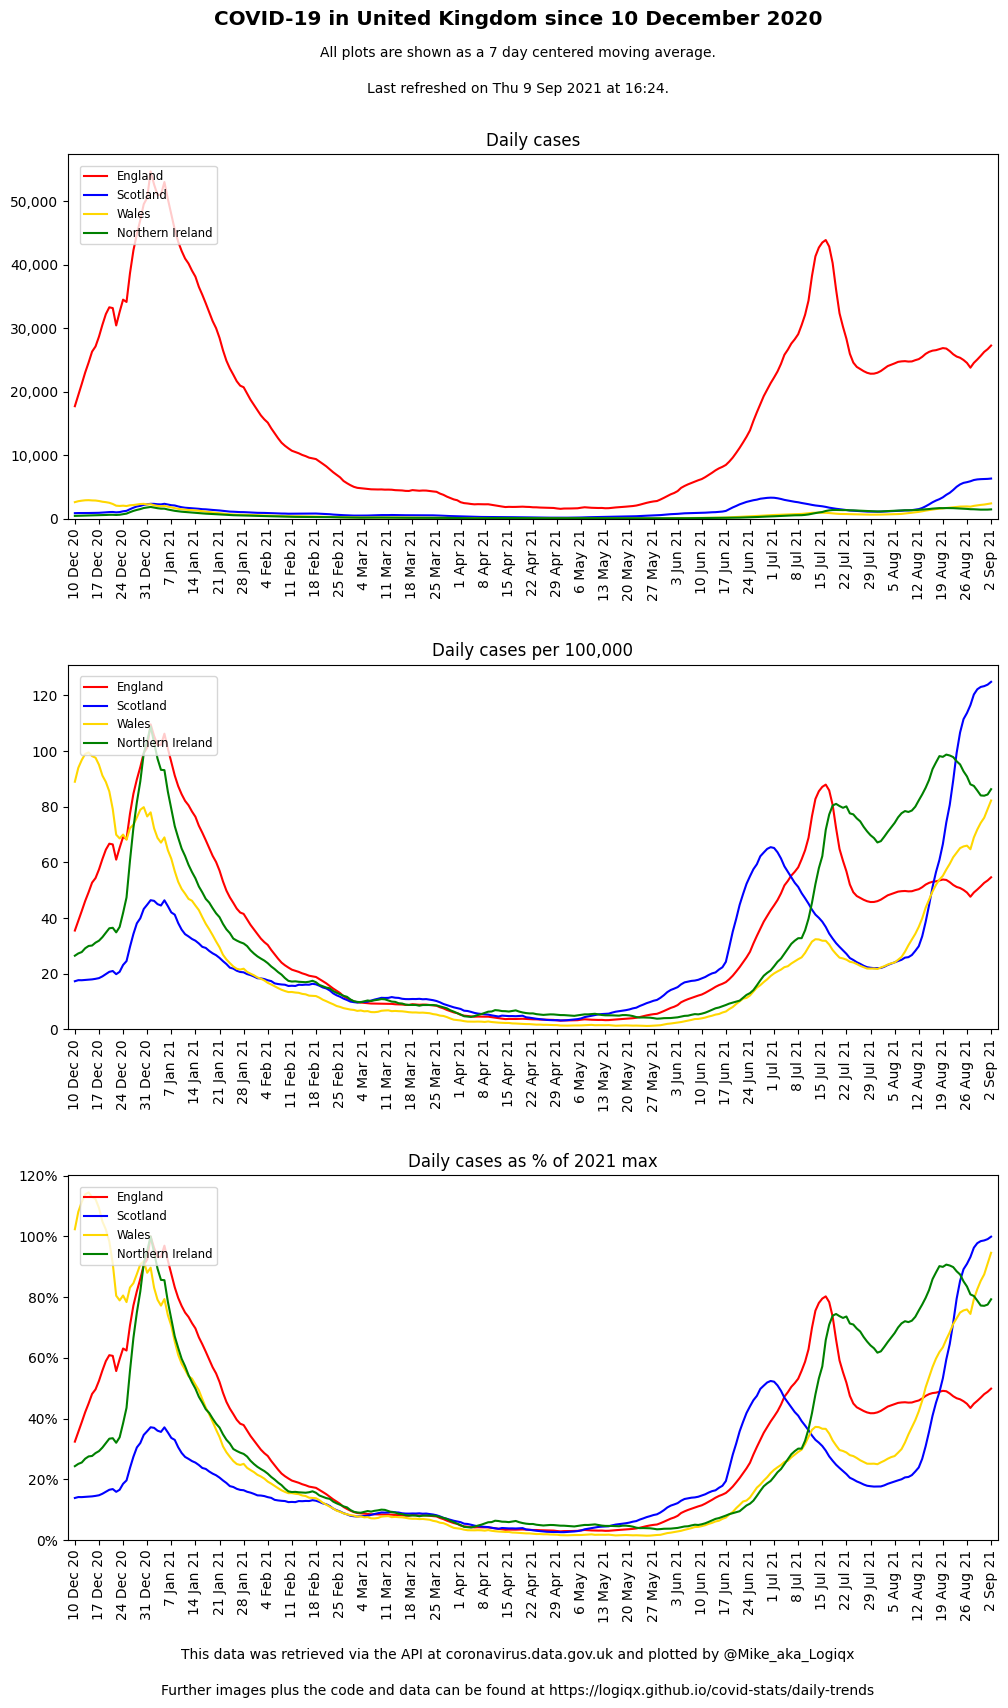 COVID-19 in United Kingdom since 10 December 2020
All plots are shown as a 7 day centered moving average.
Last refreshed on Thu 9 Sep 2021 at 16:24.
Daily cases
England
Scotland
Wales
Northern Ireland
50,000
40,000
30,000
20,000
10,000
0
10 Dec 20
17 Dec 20
24 Dec 20
31 Dec 20
7 Jan 21
14 Jan 21
21 Jan 21
28 Jan 21
4 Feb 21
11 Feb 21
18 Feb 21
25 Feb 21
4 Mar 21
11 Mar 21
18 Mar 21
25 Mar 21
1 Apr 21
8 Apr 21
15 Apr 21
22 Apr 21
29 Apr 21
6 May 21
13 May 21
20 May 21
27 May 21
3 Jun 21
10 Jun 21
17 Jun 21
24 Jun 21
1 Jul 21
8 Jul 21
15 Jul 21
22 Jul 21
29 Jul 21
5 Aug 21
12 Aug 21
19 Aug 21
26 Aug 21
2 Sep 21
Daily cases per 100,000
England
Scotland
Wales
Northern Ireland
120
100
80
60
40
20
0
10 Dec 20
17 Dec 20
24 Dec 20
31 Dec 20
7 Jan 21
14 Jan 21
21 Jan 21
28 Jan 21
4 Feb 21
11 Feb 21
18 Feb 21
25 Feb 21
4 Mar 21
11 Mar 21
18 Mar 21
25 Mar 21
1 Apr 21
8 Apr 21
15 Apr 21
22 Apr 21
29 Apr 21
6 May 21
13 May 21
20 May 21
27 May 21
3 Jun 21
10 Jun 21
17 Jun 21
24 Jun 21
1 Jul 21
8 Jul 21
15 Jul 21
22 Jul 21
29 Jul 21
5 Aug 21
12 Aug 21
19 Aug 21
26 Aug 21
2 Sep 21
Daily cases as % of 2021 max
England
Scotland
Wales
Northern Ireland
120%
100%
80%
60%
40%
20%
0%
10 Dec 20
17 Dec 20
24 Dec 20
31 Dec 20
7 Jan 21
14 Jan 21
21 Jan 21
28 Jan 21
4 Feb 21
11 Feb 21
18 Feb 21
25 Feb 21
4 Mar 21
11 Mar 21
18 Mar 21
25 Mar 21
1 Apr 21
8 Apr 21
15 Apr 21
22 Apr 21
29 Apr 21
6 May 21
13 May 21
20 May 21
27 May 21
3 Jun 21
10 Jun 21
17 Jun 21
24 Jun 21
1 Jul 21
8 Jul 21
15 Jul 21
22 Jul 21
29 Jul 21
5 Aug 21
12 Aug 21
19 Aug 21
26 Aug 21
2 Sep 21
This data was retrieved via the API at coronavirus.data.gov.uk and plotted by @Mike_aka_Logiqx
Further images plus the code and data can be found at https://logiqx.github.io/covid-stats/daily-trends